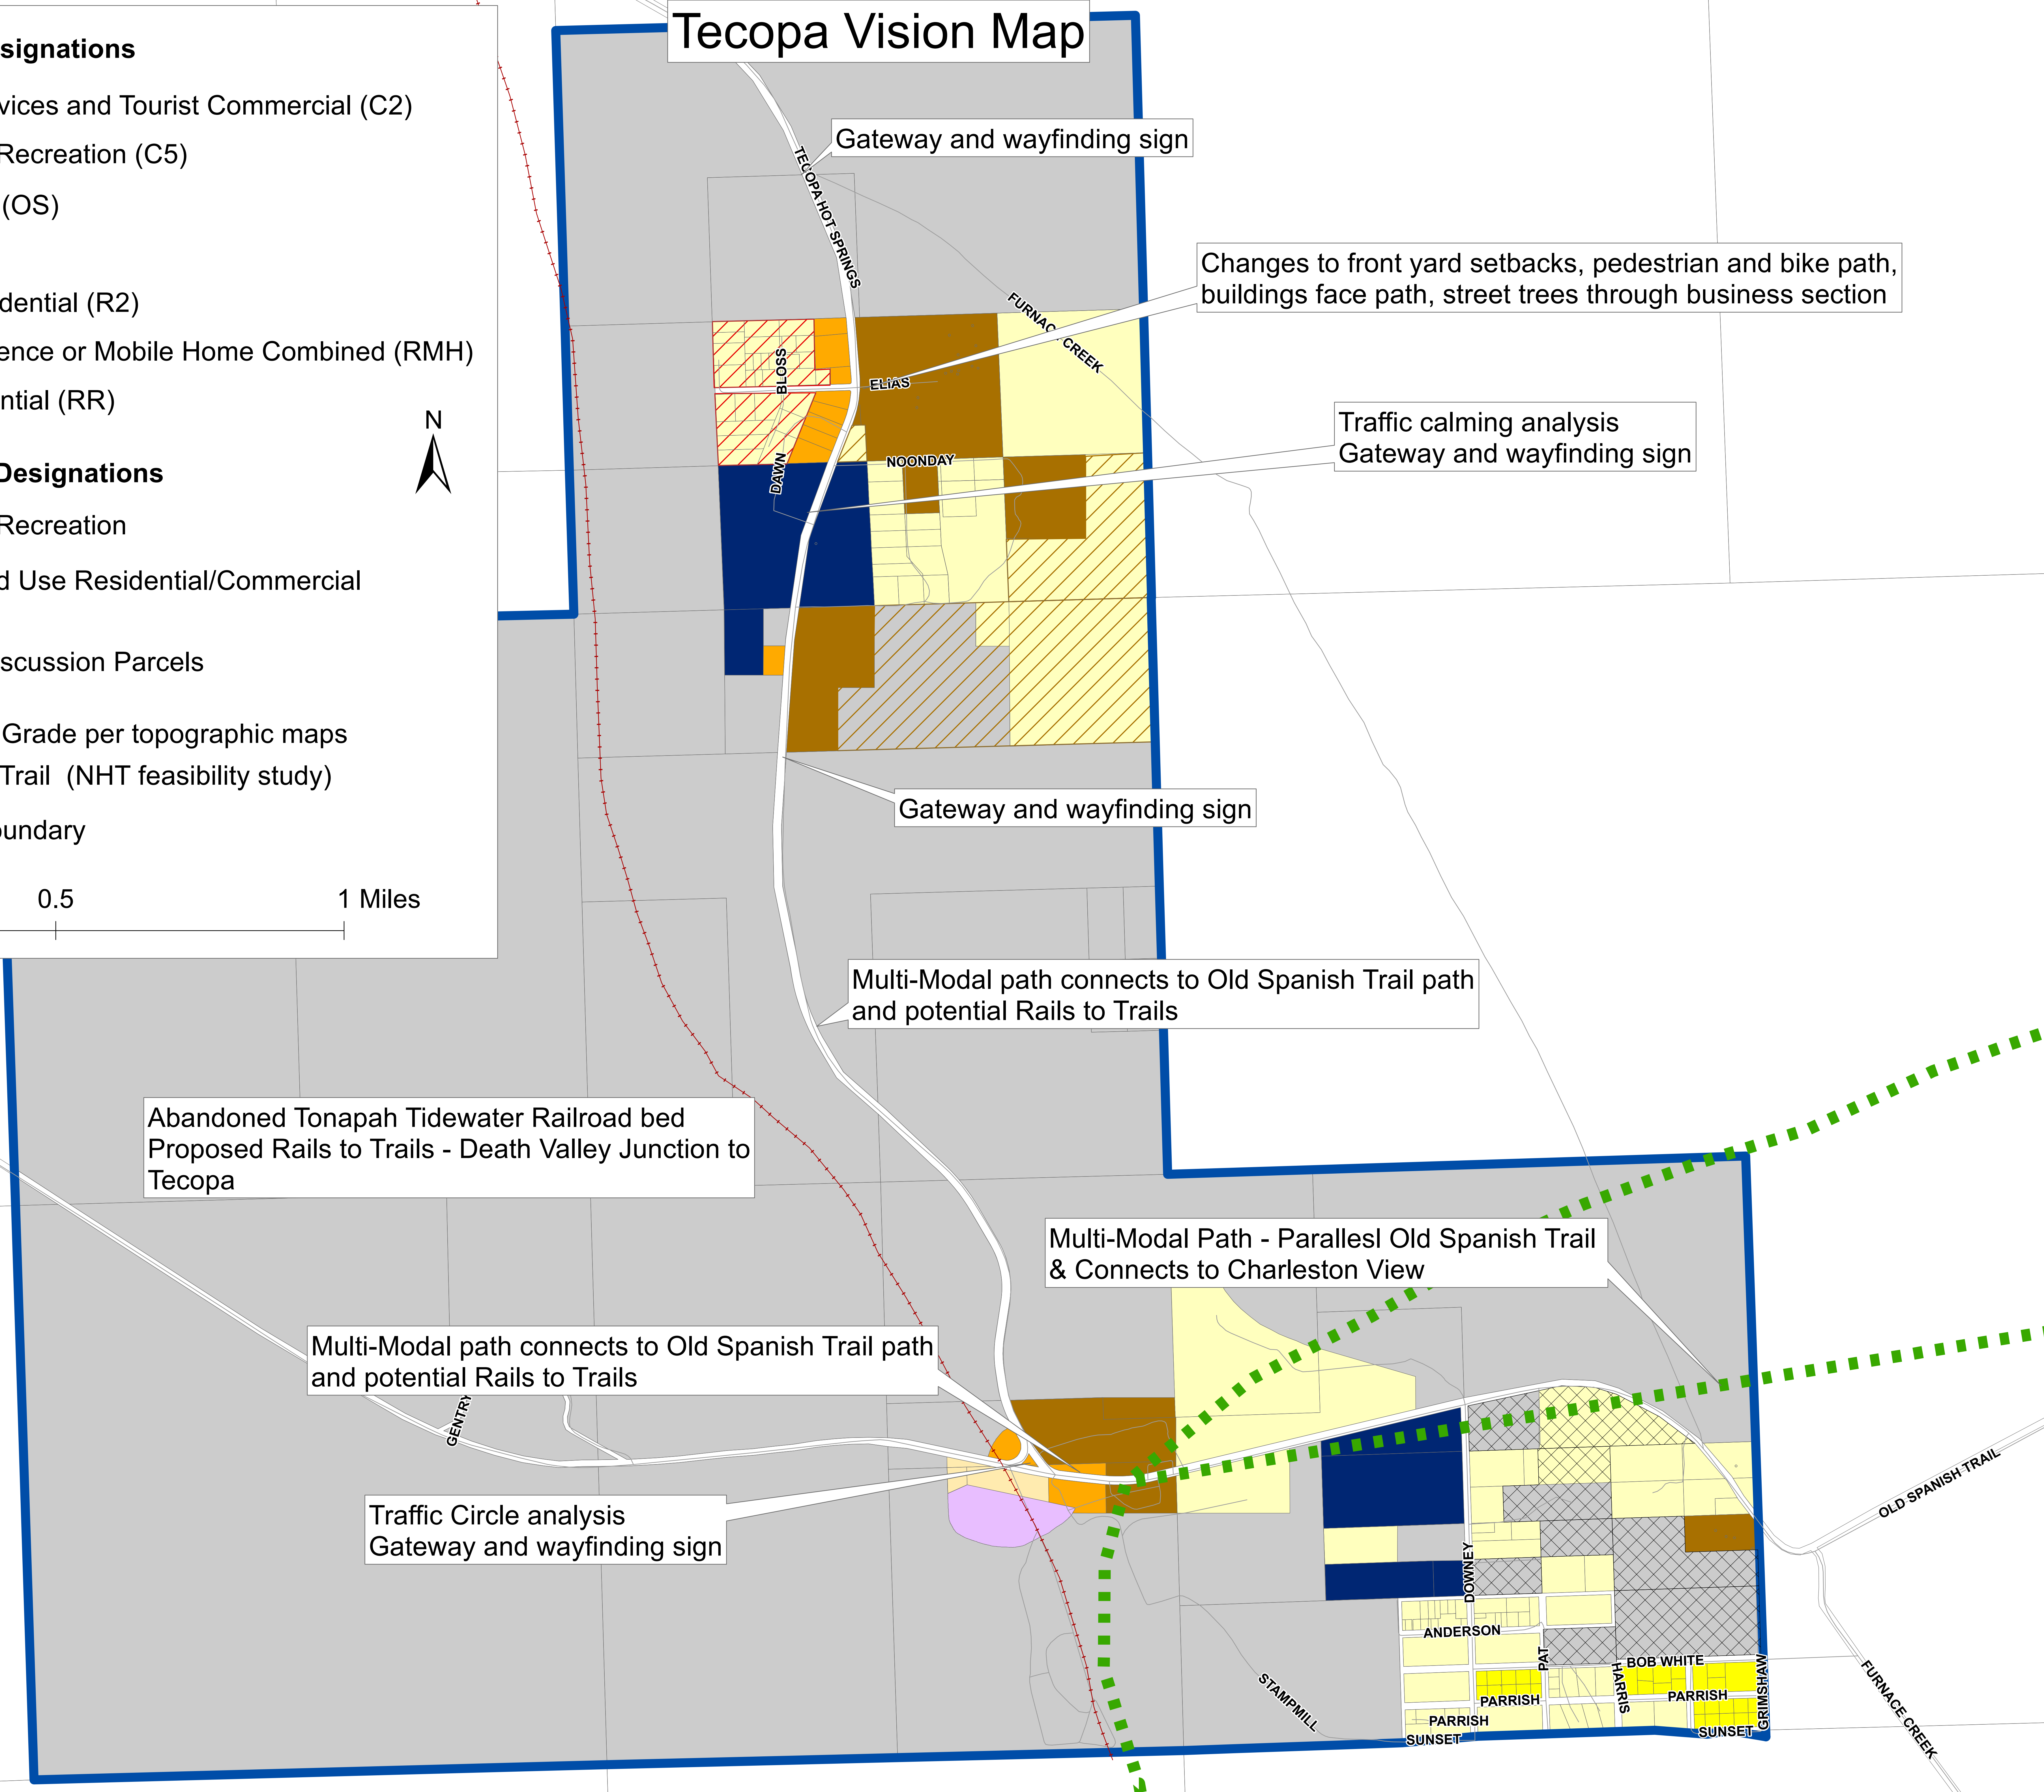 Tecopa Vision Map
signations
vices and Tourist Commercial (C2)
Recreation (C5)
(OS)
dential (R2)
ence or Mobile Home Combined (RMH)
ntial (RR)
N
Designations
Recreation
d Use Residential/Commercial
scussion Parcels
Grade per topographic maps
Trail (NHT feasibility study)
oundary
0.5
1 Miles
Gateway and wayfinding sign
TECOPA HOT SPRINGS
Changes to front yard setbacks, pedestrian and bike path,
buildings face path, street trees through business section
FURNACE CREEK
BLOSS
ELiAS
Traffic calming analysis
Gateway and wayfinding sign
NOONDAY
DAWN
Gateway and wayfinding sign
Multi-Modal path connects to Old Spanish Trail path
and potential Rails to Trails
Abandoned Tonapah Tidewater Railroad bed
Proposed Rails to Trails - Death Valley Junction to
Tecopa
Multi-Modal Path - Parallesl Old Spanish Trail
& Connects to Charleston View
Multi-Modal path connects to Old Spanish Trail path
and potential Rails to Trails
GENTRY
Traffic Circle analysis
Gateway and wayfinding sign
OLD SPANISH TRAIL
DOWNEY
ANDERSON
PAT
BOB WHITE
HARRIS
GRIMSHAW
STAMPMILL
PARRISH
PARRISH
PARRISH
SUNSET
SUNSET
FURNACE CREEK